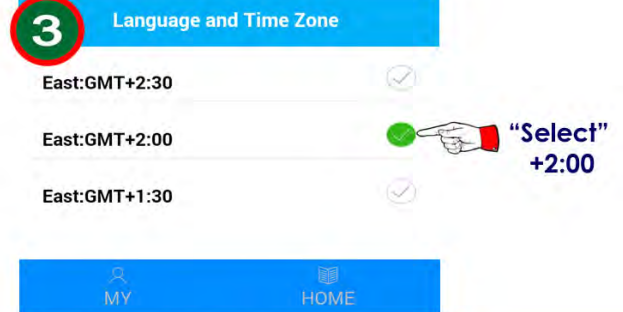 3
Language and Time Zone
East:GMT+2:30
East:GMT+2:00
"Select"
+2:00
East:GMT+1:30
MY
HOME